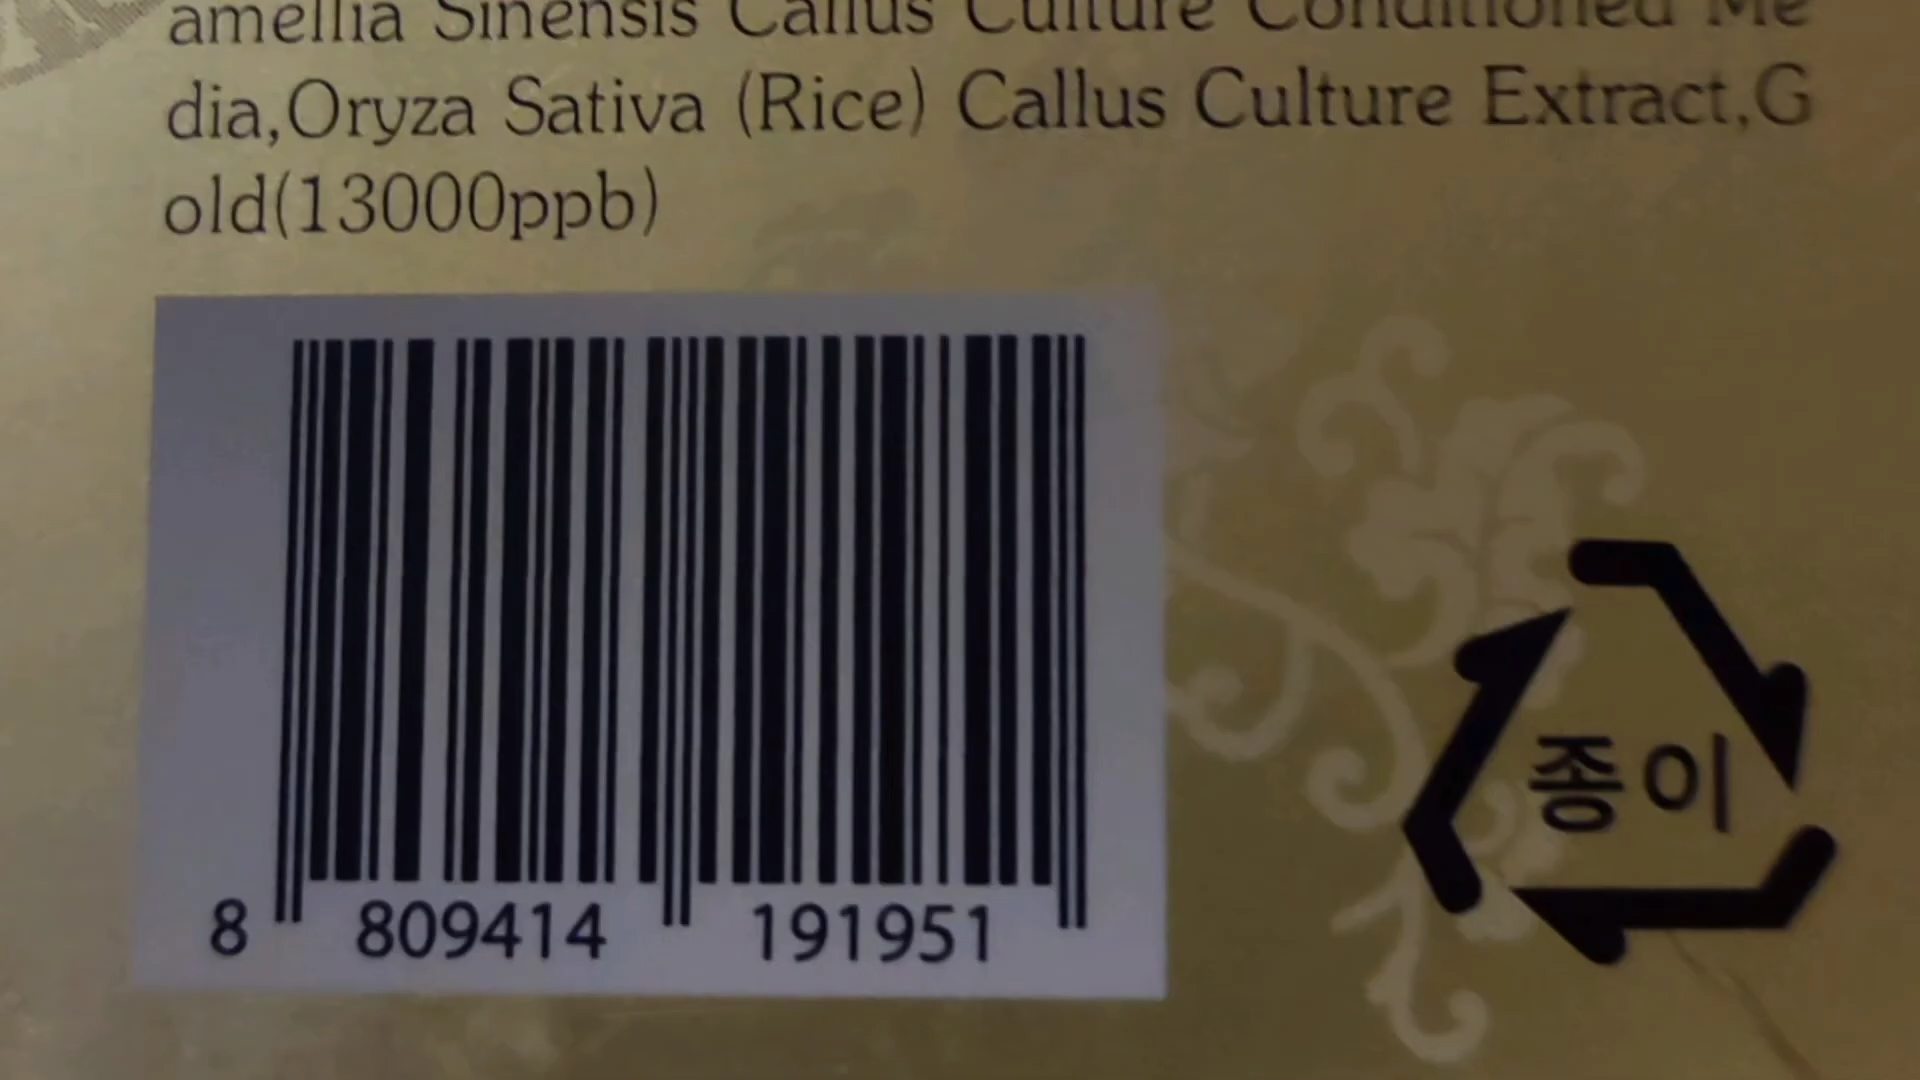 amellia Sinensis Callus Culture Conditioned Me
dia,Oryza Sativa (Rice) Callus Culture Extract,G
old(13000ppb)
8 809414 191951
종이